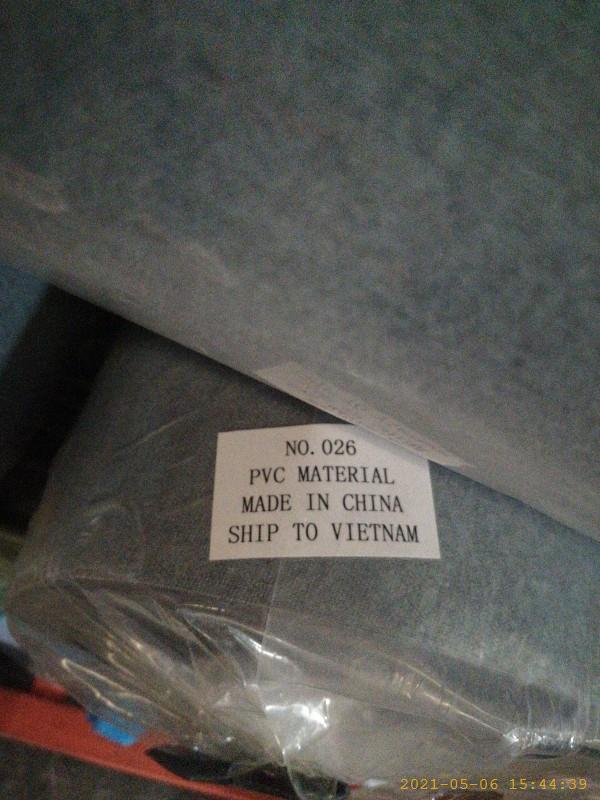 NO. 026
PVC MATERIAL
MADE IN CHINA
SHIP TO VIETNAM
2021-05-06 15:44:39